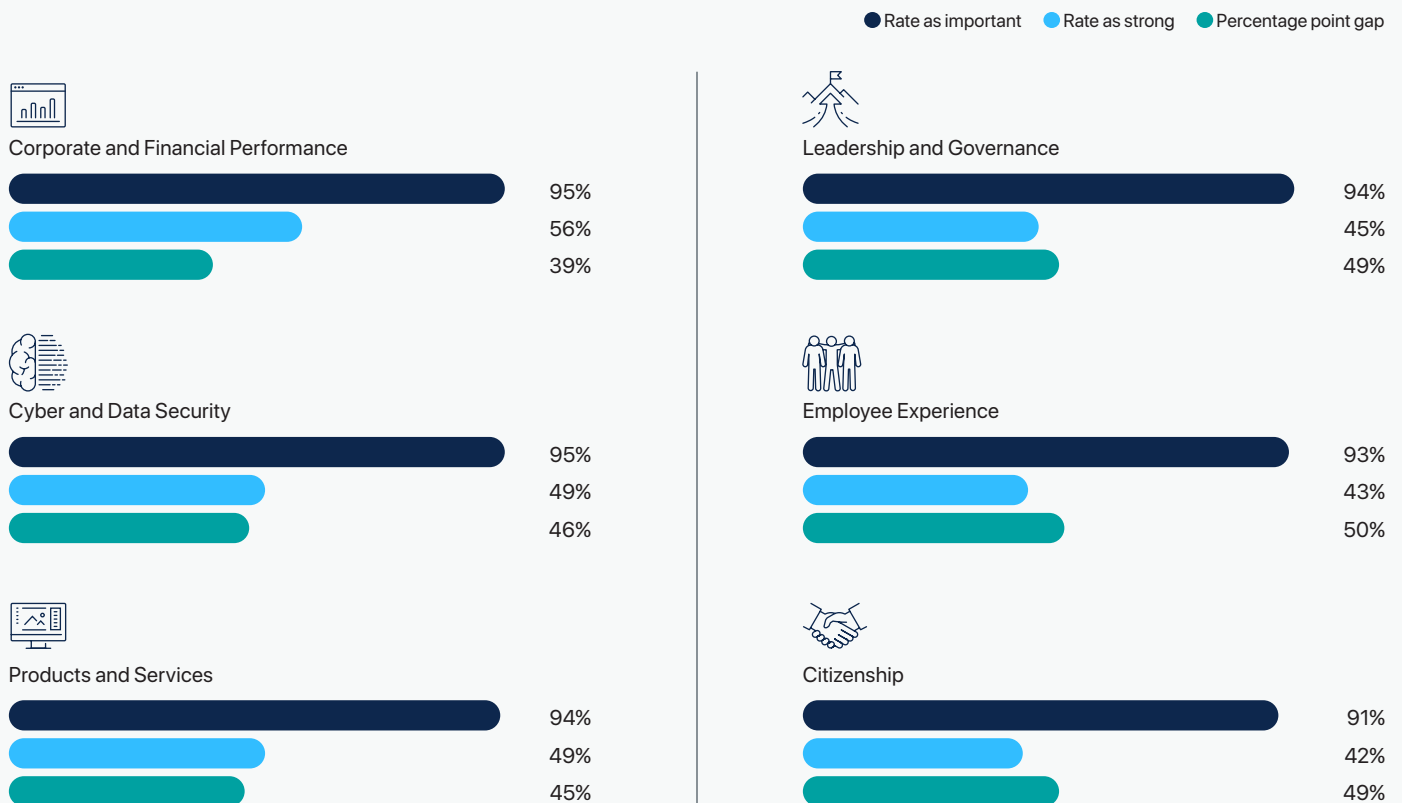 Rate as important
Rate as strong
Percentage point gap
Corporate and Financial Performance
95%
56%
39%
Cyber and Data Security
95%
49%
46%
Products and Services
94%
49%
45%
Leadership and Governance
94%
45%
49%
Employee Experience
93%
43%
50%
Citizenship
91%
42%
49%